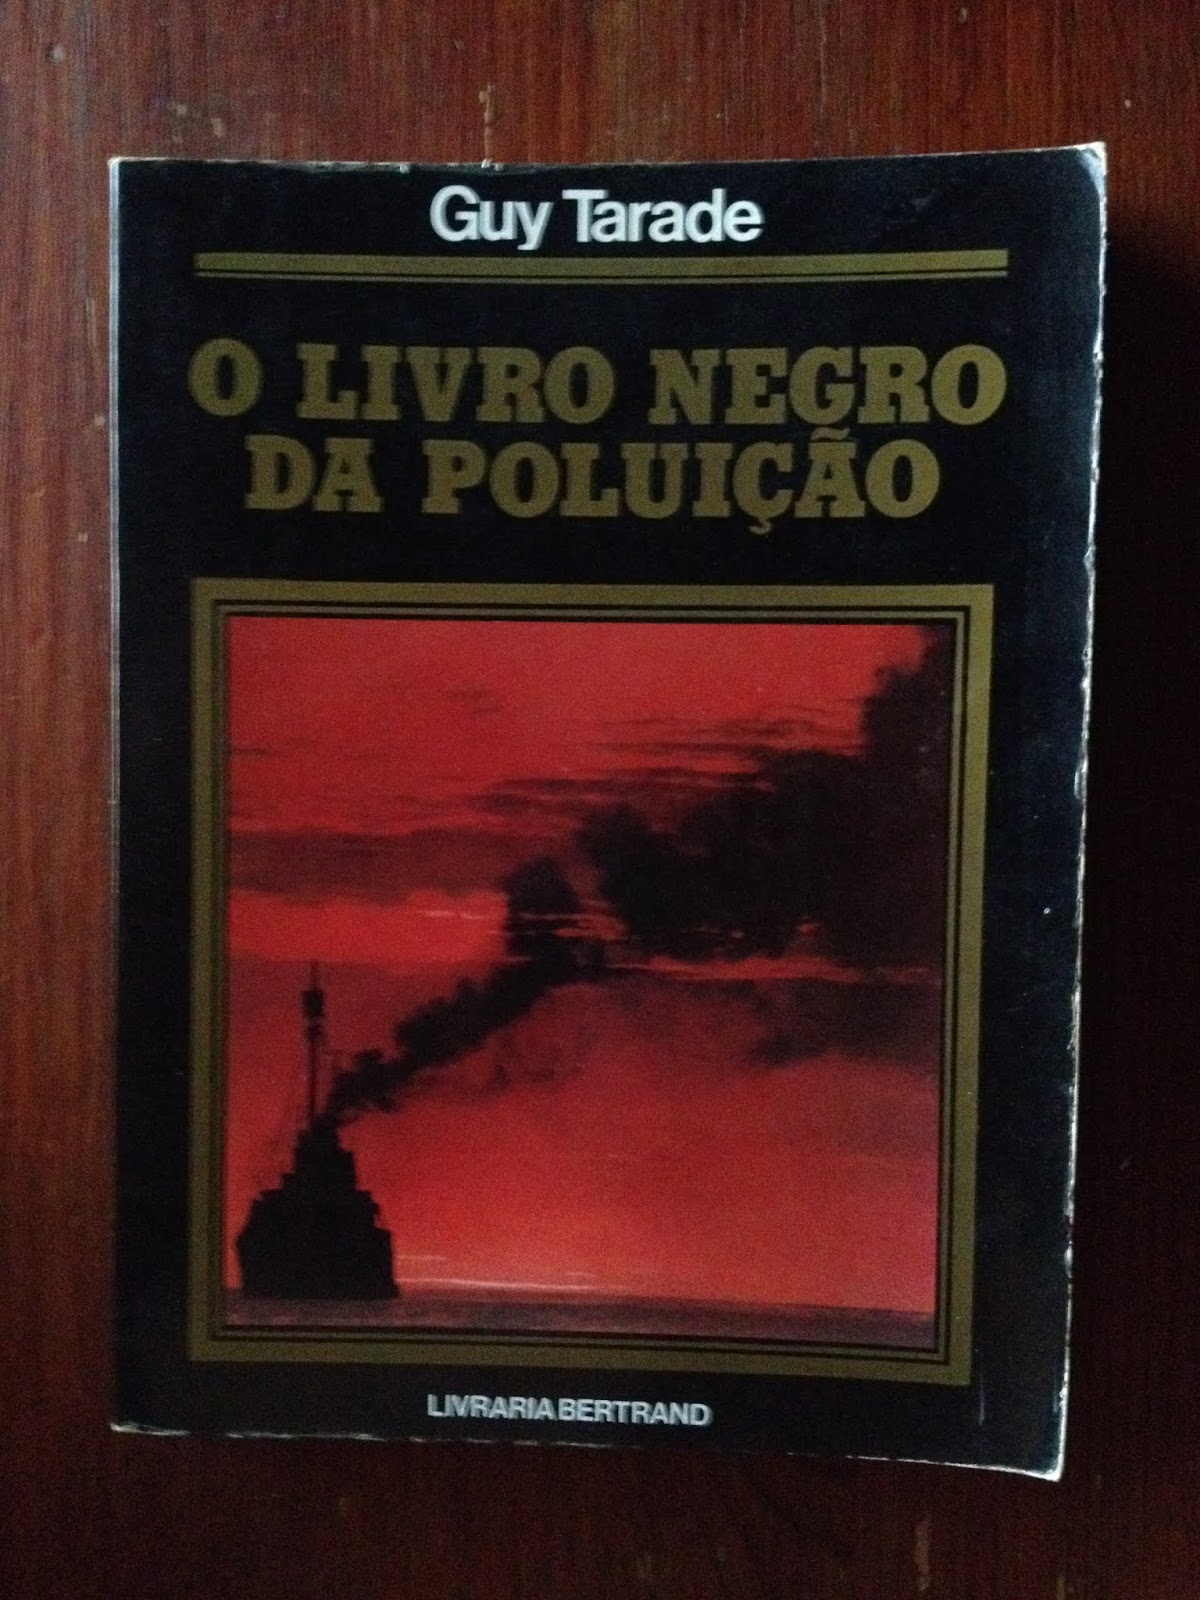 Guy Tarade
O LIVRO NEGRO
DA POLUIÇÃO
LIVRARIA BERTRAND